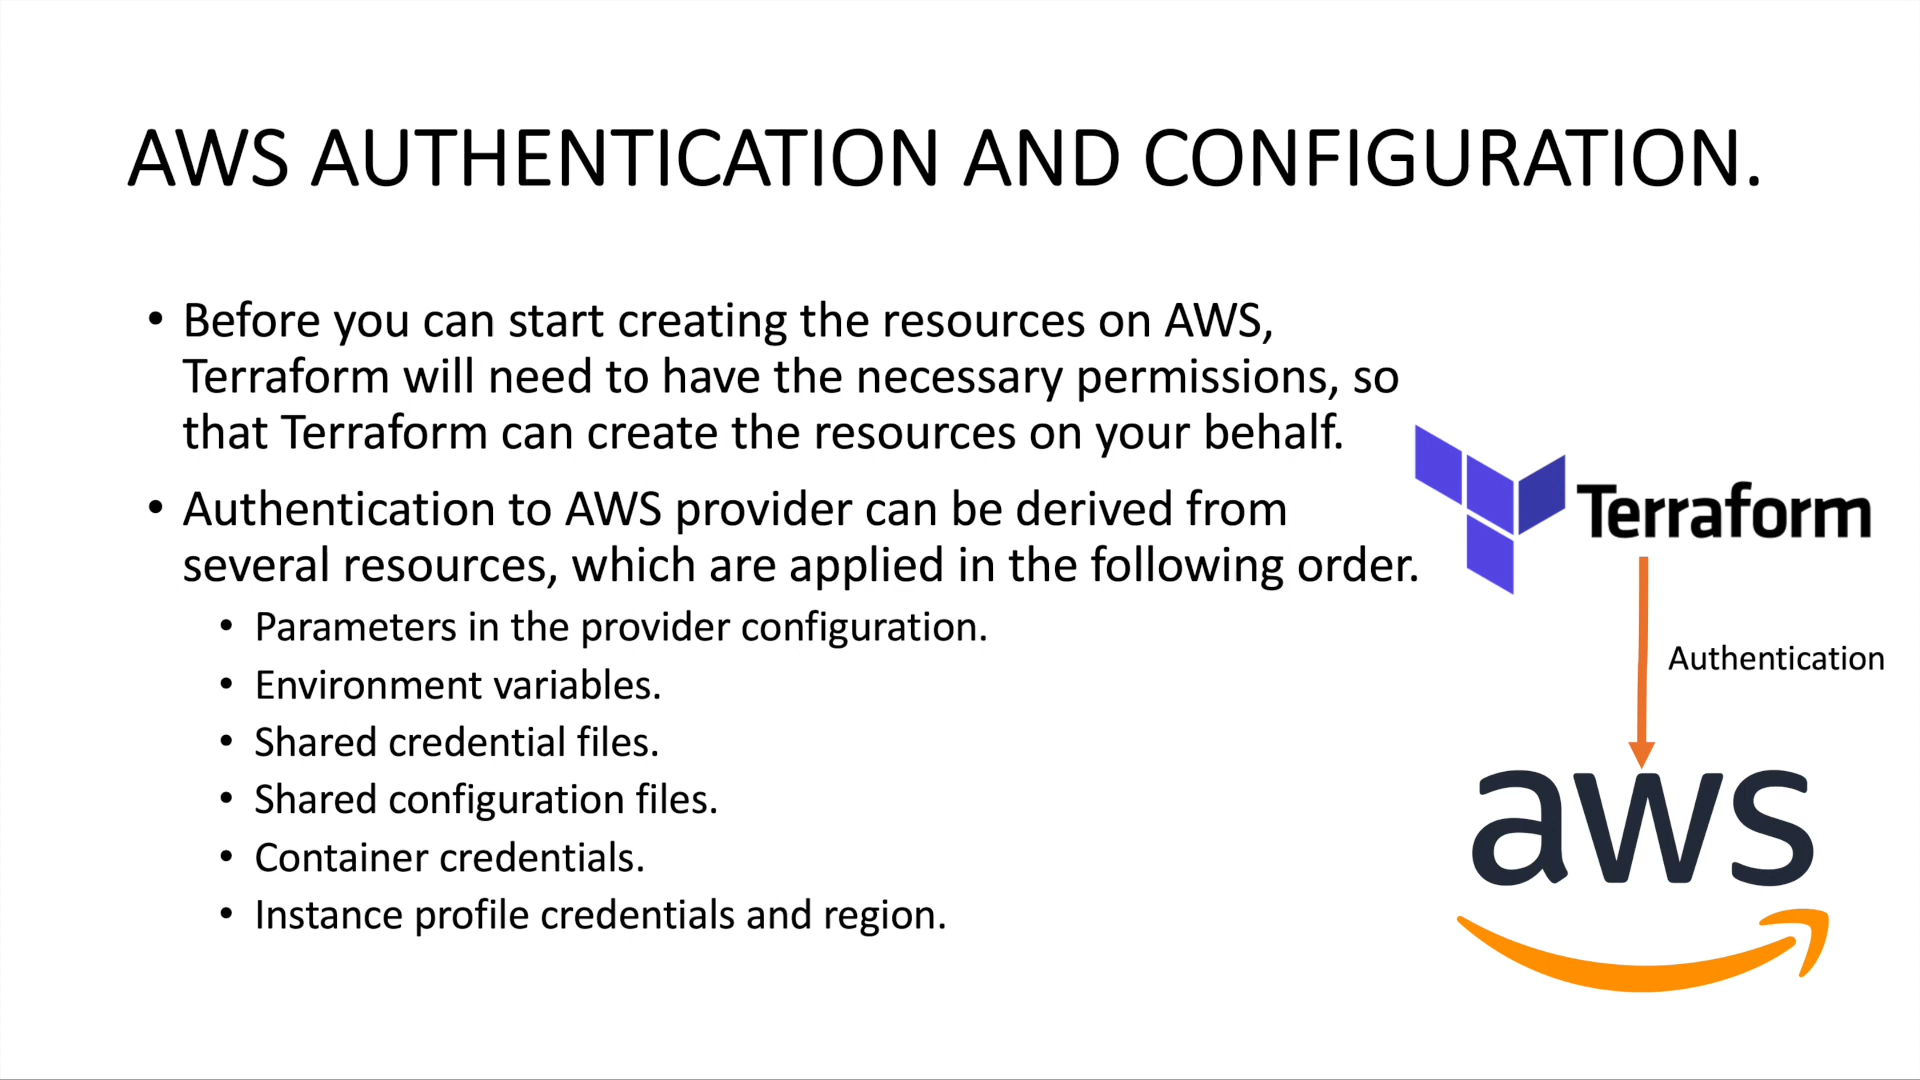 AWS AUTHENTICATION AND CONFIGURATION.
• Before you can start creating the resources on AWS,
Terraform will need to have the necessary permissions, so
that Terraform can create the resources on your behalf.
• Authentication to AWS provider can be derived from
several resources, which are applied in the following order.
• Parameters in the provider configuration.
• Environment variables.
• Shared credential files.
• Shared configuration files.
• Container credentials.
• Instance profile credentials and region.
Terraform
Authentication
aws